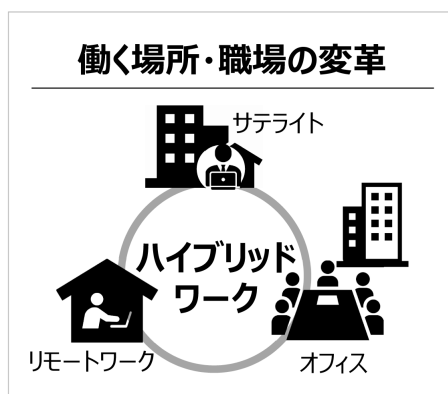 働く場所・職場の変革
サテライト
ハイブリッド
ワーク
リモートワーク
オフィス